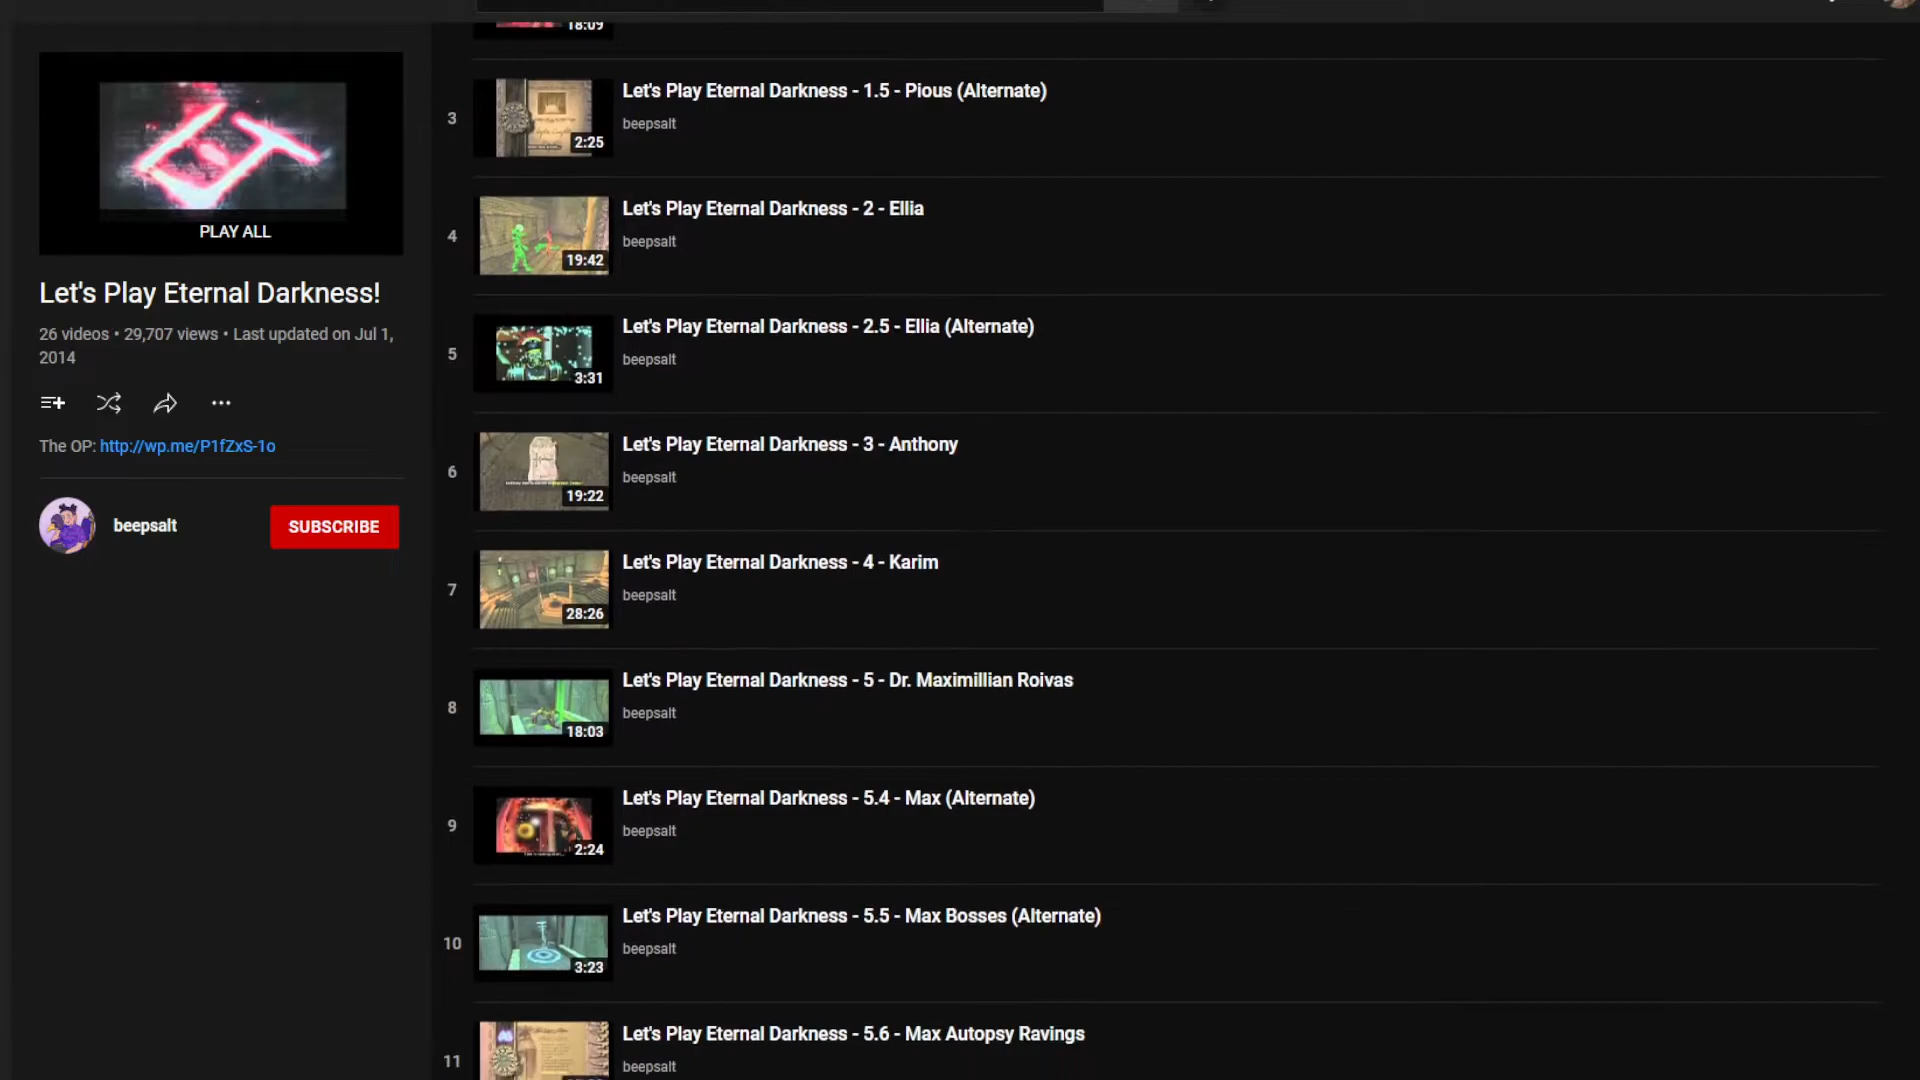 18:09
PLAY ALL
Let's Play Eternal Darkness!
26 videos • 29,707 views • Last updated on Jul 1,
2014
The OP: http://wp.me/P1fZxS-1o
beepsalt
SUBSCRIBE
3
2:25
Let's Play Eternal Darkness - 1.5 - Pious (Alternate)
beepsalt
4
19:42
Let's Play Eternal Darkness - 2 - Ellia
beepsalt
5
3:31
Let's Play Eternal Darkness - 2.5 - Ellia (Alternate)
beepsalt
6
19:22
Let's Play Eternal Darkness - 3 - Anthony
beepsalt
7
28:26
Let's Play Eternal Darkness - 4 - Karim
beepsalt
8
18:03
Let's Play Eternal Darkness - 5 - Dr. Maximillian Roivas
beepsalt
9
2:24
Let's Play Eternal Darkness - 5.4 - Max (Alternate)
beepsalt
10
3:23
Let's Play Eternal Darkness - 5.5 - Max Bosses (Alternate)
beepsalt
11
Let's Play Eternal Darkness - 5.6 - Max Autopsy Ravings
beepsalt